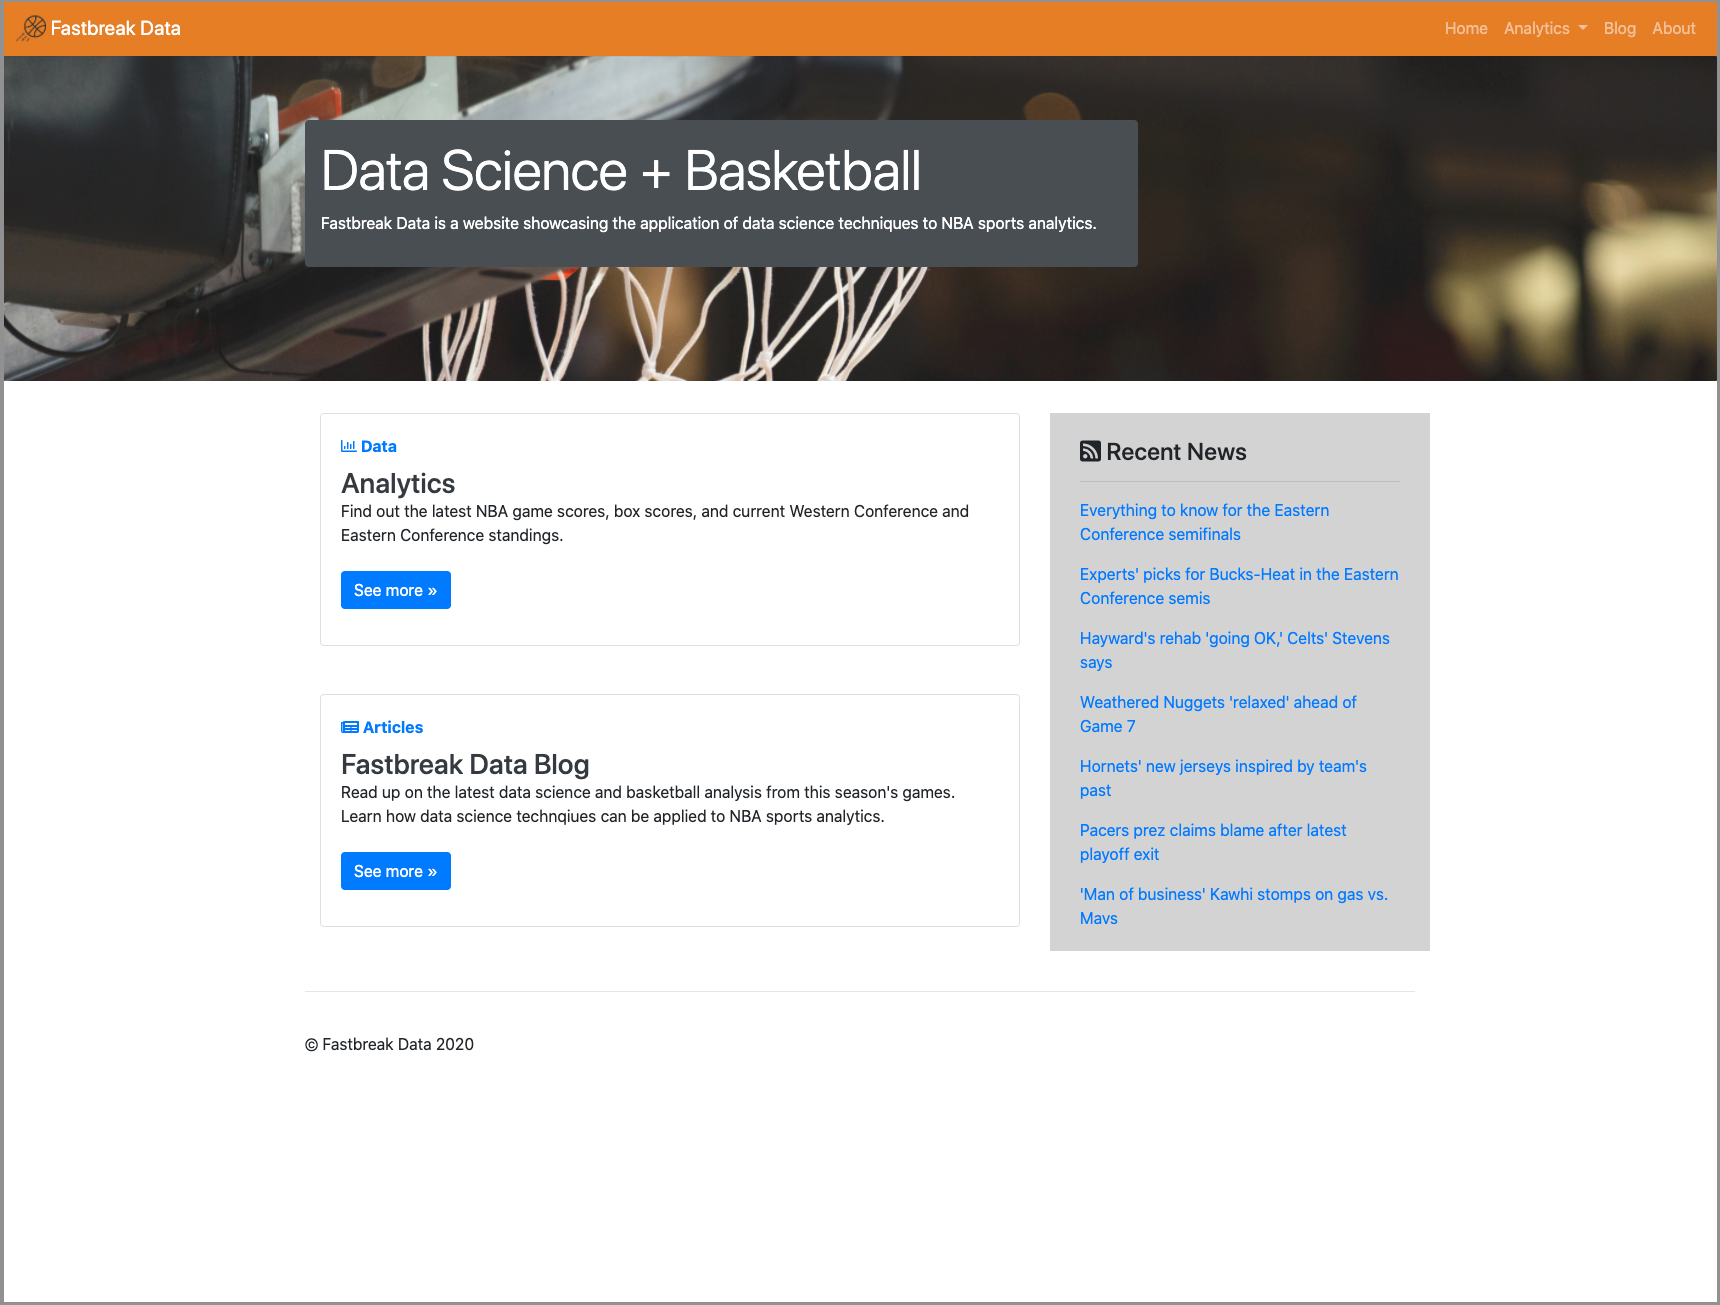 Fastbreak Data
Home Analytics Blog About
Data Science + Basketball
Fastbreak Data is a website showcasing the application of data science techniques to NBA sports analytics.
Data
Analytics
Find out the latest NBA game scores, box scores, and current Western Conference and
Eastern Conference standings.
See more »
Articles
Fastbreak Data Blog
Read up on the latest data science and basketball analysis from this season's games.
Learn how data science technqiues can be applied to NBA sports analytics.
See more »
Recent News
Everything to know for the Eastern
Conference semifinals
Experts' picks for Bucks-Heat in the Eastern
Conference semis
Hayward's rehab 'going OK,' Celts' Stevens
says
Weathered Nuggets 'relaxed' ahead of
Game 7
Hornets' new jerseys inspired by team's
past
Pacers prez claims blame after latest
playoff exit
'Man of business' Kawhi stomps on gas vs.
Mavs
© Fastbreak Data 2020